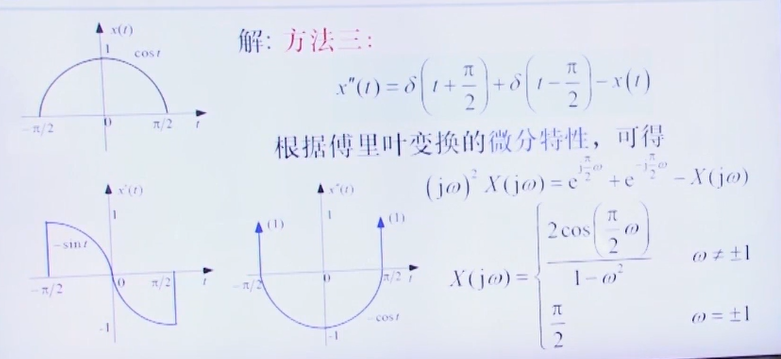 x(t)
1
cos t
-π/2
0
π/2
t
解: 方法三:
x″(t) = δ(t + π/2) + δ(t − π/2) − x(t)
根据傅里叶变换的微分特性，可得
(jω)² X(jω) = e^{j(π/2)ω} + e^{-j(π/2)ω} − X(jω)
X(jω) = { 2cos(π/2 ω) / (1 − ω²)    ω ≠ ±1
π/2    ω = ±1
x′(t)
1
-sin t
-π/2
0
π/2
t
-1
x″(t)
1
(1)
(1)
-π/2
0
π/2
t
-cos t
-1